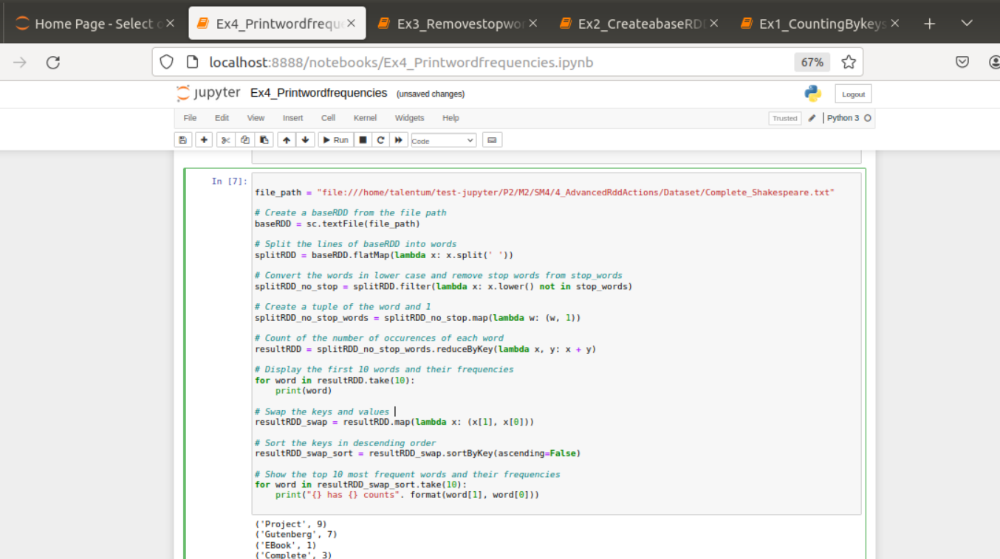 Home Page - Select
Ex4_Printwordfreque
Ex3_Removestopwor
Ex2_CreateabaseRD
Ex1_CountingBykeys
localhost:8888/notebooks/Ex4_Printwordfrequencies.ipynb
67%
jupyter Ex4_Printwordfrequencies (unsaved changes)
Logout
File Edit View Insert Cell Kernel Widgets Help
Trusted
Python 3
Run
Code
In [7]:
file_path = "file:///home/talentum/test-jupyter/P2/M2/SM4/4_AdvancedRddActions/Dataset/Complete_Shakespeare.txt"
# Create a baseRDD from the file path
baseRDD = sc.textFile(file_path)
# Split the lines of baseRDD into words
splitRDD = baseRDD.flatMap(lambda x: x.split(' '))
# Convert the words in lower case and remove stop words from stop_words
splitRDD_no_stop = splitRDD.filter(lambda x: x.lower() not in stop_words)
# Create a tuple of the word and 1
splitRDD_no_stop_words = splitRDD_no_stop.map(lambda w: (w, 1))
# Count of the number of occurences of each word
resultRDD = splitRDD_no_stop_words.reduceByKey(lambda x, y: x + y)
# Display the first 10 words and their frequencies
for word in resultRDD.take(10):
    print(word)
# Swap the keys and values
resultRDD_swap = resultRDD.map(lambda x: (x[1], x[0]))
# Sort the keys in descending order
resultRDD_swap_sort = resultRDD_swap.sortByKey(ascending=False)
# Show the top 10 most frequent words and their frequencies
for word in resultRDD_swap_sort.take(10):
    print("{} has {} counts". format(word[1], word[0]))
('Project', 9)
('Gutenberg', 7)
('EBook', 1)
('Complete', 3)